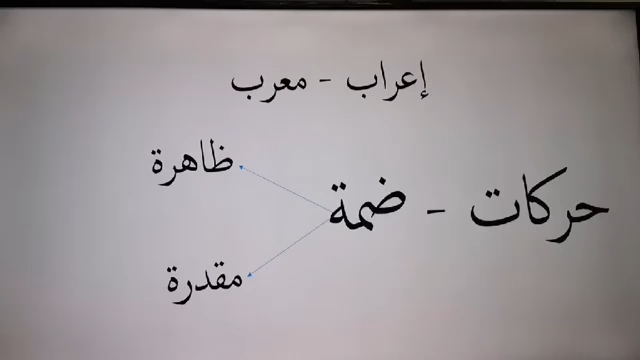 إعراب - معرب
ظاهرة
حركات - ضمة
مقدرة